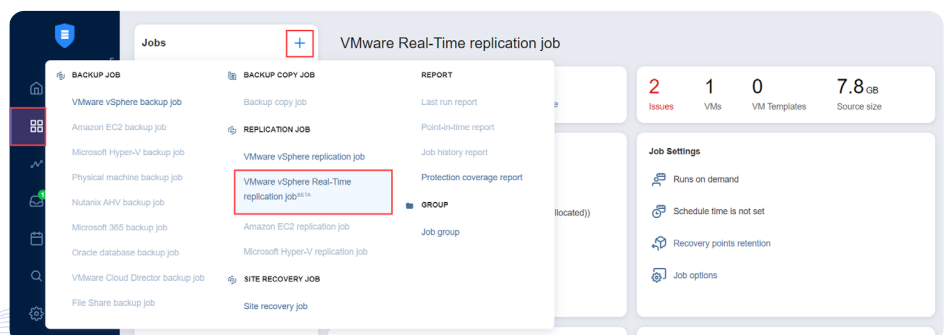 Jobs
VMware Real-Time replication job
BACKUP JOB
VMware vSphere backup job
Amazon EC2 backup job
Microsoft Hyper-V backup job
Physical machine backup job
Nutanix AHV backup job
Microsoft 365 backup job
Oracle database backup job
VMware Cloud Director backup job
File Share backup job
BACKUP COPY JOB
Backup copy job
REPLICATION JOB
VMware vSphere replication job
VMware vSphere Real-Time
replication job BETA
Amazon EC2 replication job
Microsoft Hyper-V replication job
SITE RECOVERY JOB
Site recovery job
REPORT
Last run report
Point-in-time report
Job history report
Protection coverage report
GROUP
Job group
llocated))
2
Issues
1
VMs
0
VM Templates
7.8 GB
Source size
Job Settings
Runs on demand
Schedule time is not set
Recovery points retention
Job options